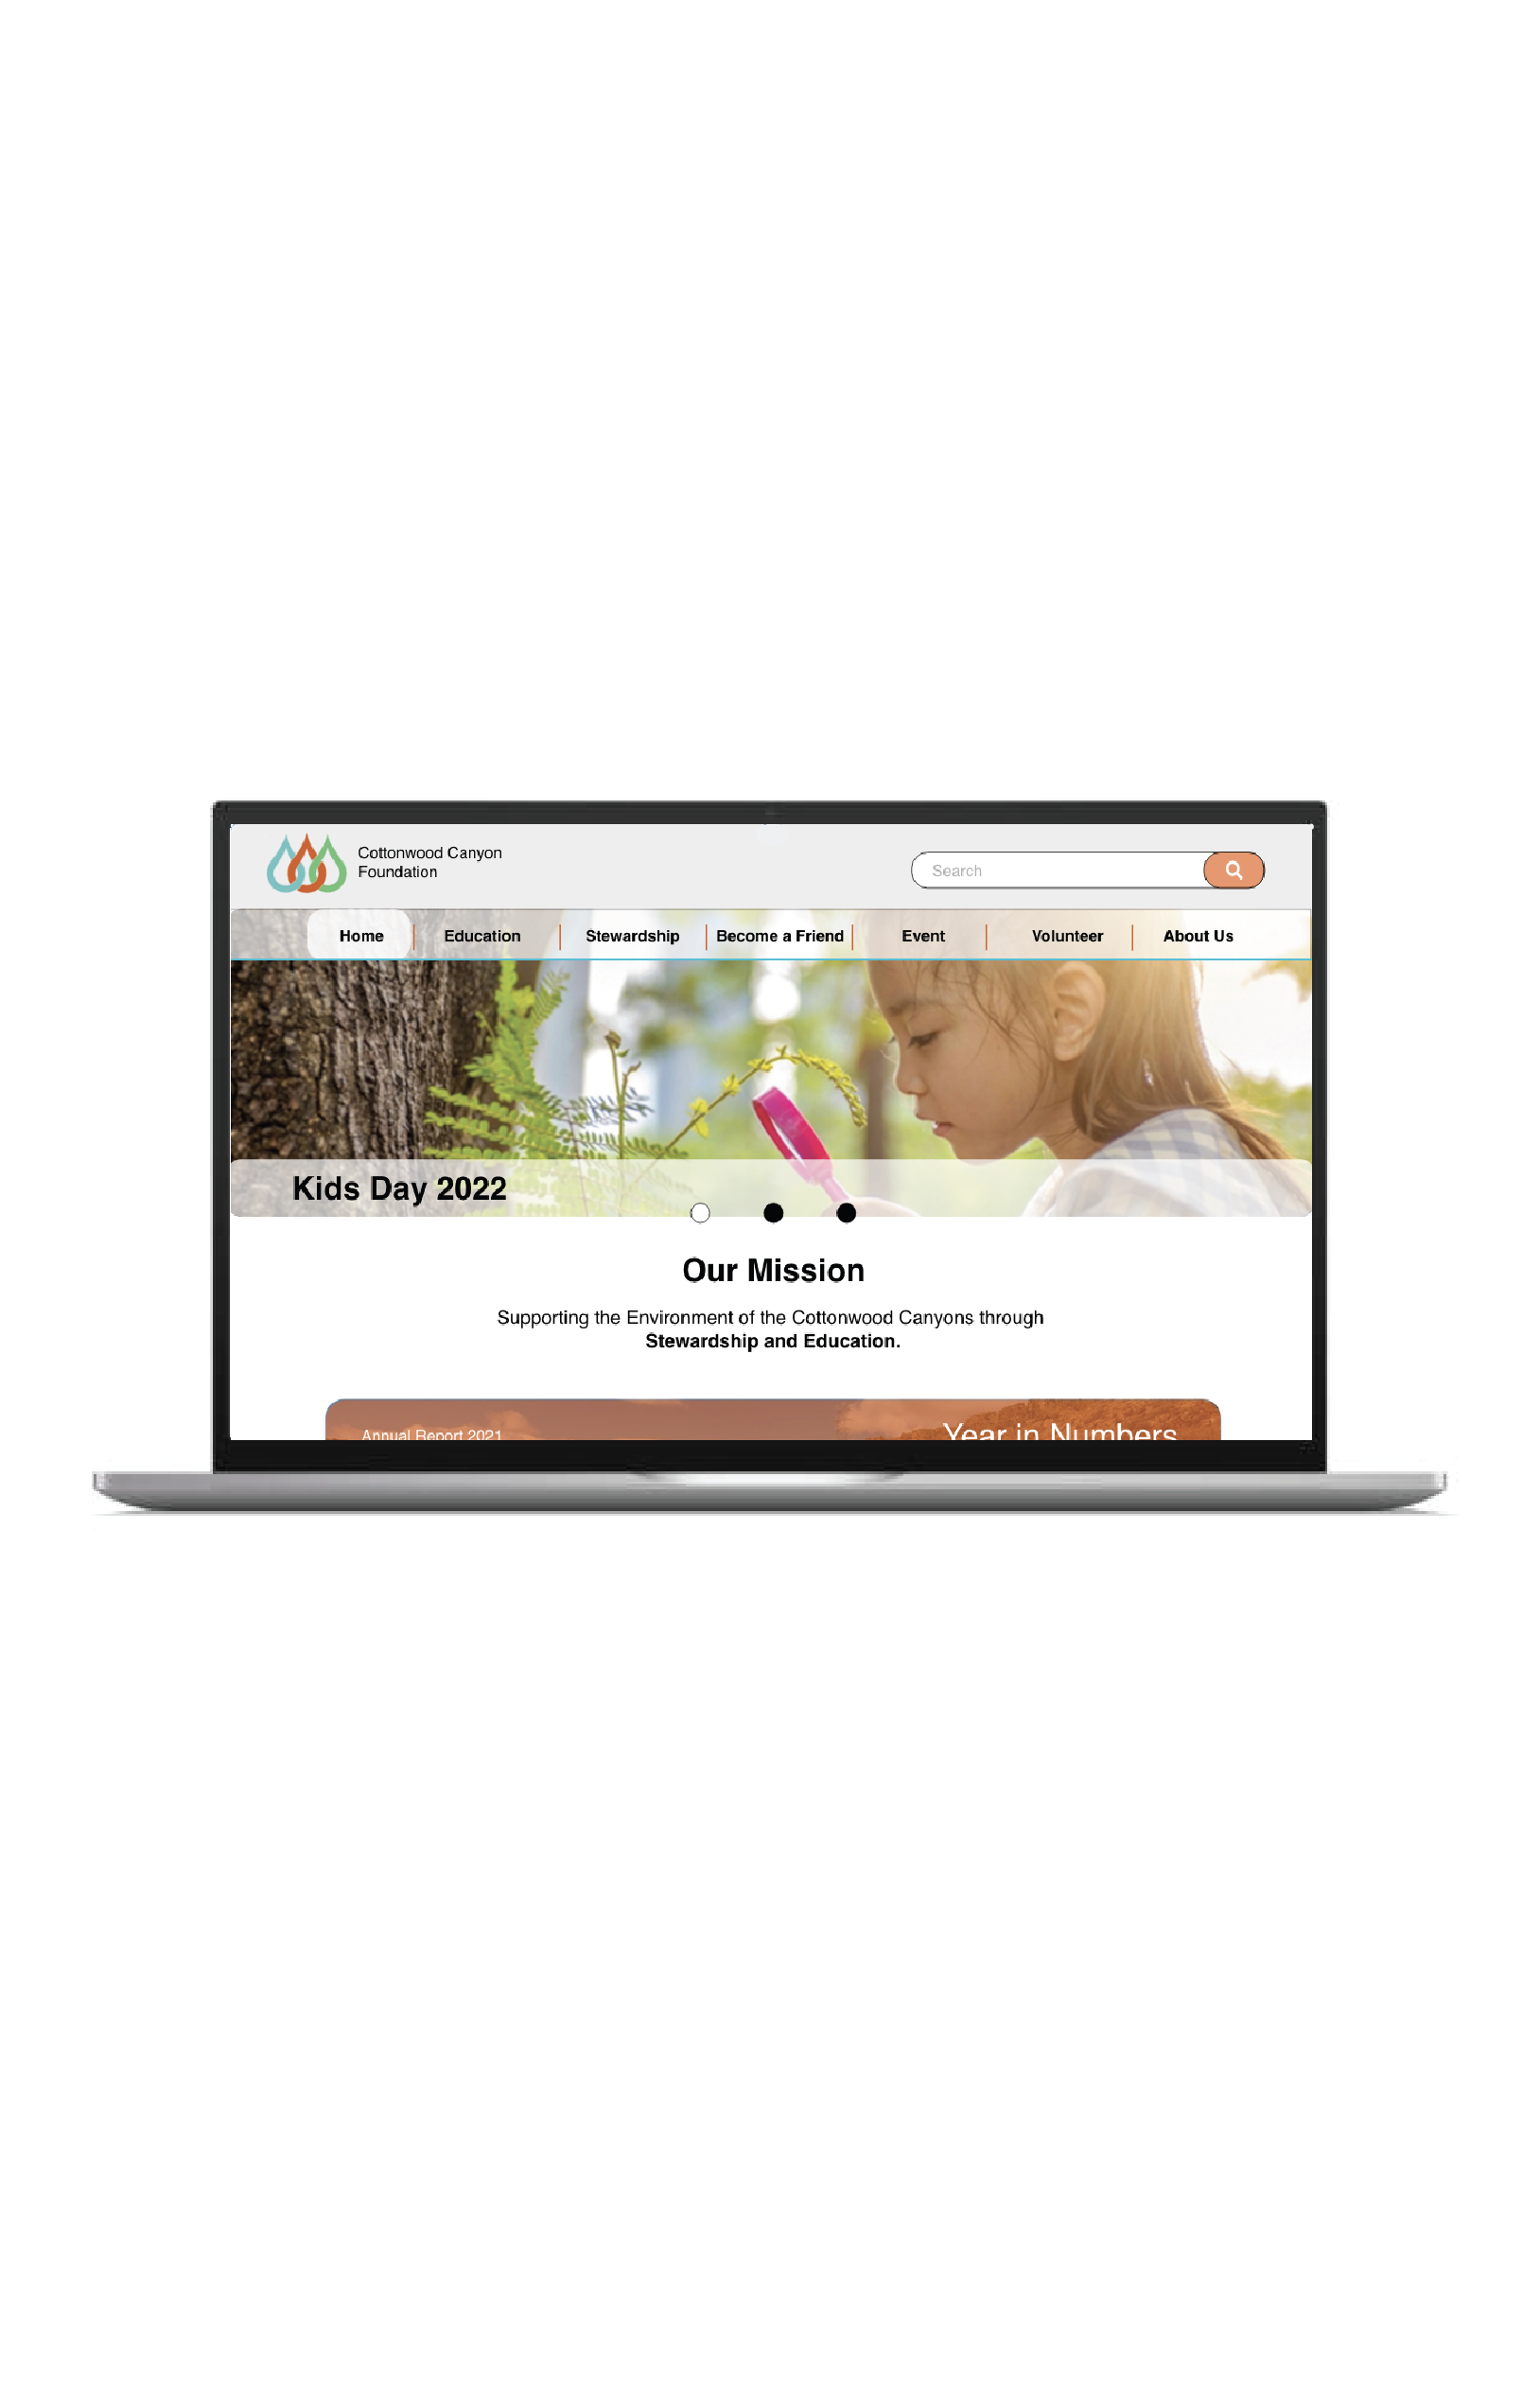 Cottonwood Canyon
Foundation
Search
Home Education Stewardship Become a Friend Event Volunteer About Us
Kids Day 2022
Our Mission
Supporting the Environment of the Cottonwood Canyons through
Stewardship and Education.
Annual Report 2021
Year in Numbers